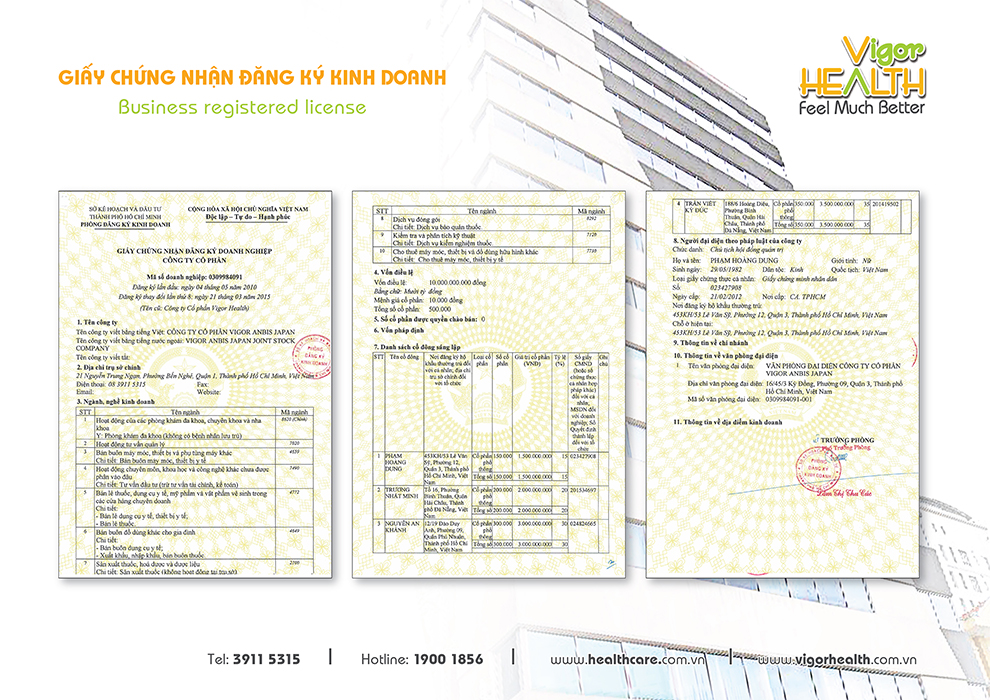 GIẤY CHỨNG NHẬN ĐĂNG KÝ KINH DOANH
Business registered license
Vigor
HEALTH
Feel Much Better
SỞ KẾ HOẠCH VÀ ĐẦU TƯ
THÀNH PHỐ HỒ CHÍ MINH
PHÒNG ĐĂNG KÝ KINH DOANH
CỘNG HÒA XÃ HỘI CHỦ NGHĨA VIỆT NAM
Độc lập – Tự do – Hạnh phúc
GIẤY CHỨNG NHẬN ĐĂNG KÝ DOANH NGHIỆP
CÔNG TY CỔ PHẦN
Mã số doanh nghiệp: 0309984091
Đăng ký lần đầu: ngày 04 tháng 05 năm 2010
Đăng ký thay đổi lần thứ 8: ngày 21 tháng 03 năm 2015
(Tên cũ: Công ty Cổ Phần Vigor Health)
1. Tên công ty
Tên công ty viết bằng tiếng Việt: CÔNG TY CỔ PHẦN VIGOR ANBIS JAPAN
Tên công ty viết bằng tiếng nước ngoài: VIGOR ANBIS JAPAN JOINT STOCK
COMPANY
Tên công ty viết tắt:
2. Địa chỉ trụ sở chính
21 Nguyễn Trung Ngạn, Phường Bến Nghé, Quận 1, Thành phố Hồ Chí Minh, Việt Nam
Điện thoại: 08 3911 5315 Fax:
Email: Website:
3. Ngành, nghề kinh doanh
STT Tên ngành Mã ngành
1 Hoạt động của các phòng khám đa khoa, chuyên khoa và nha 8620 (Chính)
khoa
Y: Phòng khám đa khoa (không có bệnh nhân lưu trú)
2 Hoạt động tư vấn quản lý 7020
3 Bán buôn máy móc, thiết bị và phụ tùng máy khác 4659
Chi tiết: Bán buôn máy móc, thiết bị y tế
4 Hoạt động chuyên môn, khoa học và công nghệ khác chưa được 7490
phân vào đâu
Chi tiết: Tư vấn đầu tư (trừ tư vấn tài chính, kế toán)
5 Bán lẻ thuốc, dụng cụ y tế, mỹ phẩm và vật phẩm vệ sinh trong 4772
các cửa hàng chuyên doanh
Chi tiết:
- Bán lẻ dụng cụ y tế, thiết bị y tế;
- Bán lẻ thuốc.
6 Bán buôn đồ dùng khác cho gia đình 4649
Chi tiết:
- Bán buôn dụng cụ y tế;
- Xuất khẩu, nhập khẩu, bán buôn thuốc
7 Sản xuất thuốc, hoá dược và dược liệu 2100
Chi tiết: Sản xuất thuốc (không hoạt động tại trụ sở)
PHÒNG
ĐĂNG KÝ
KINH DOANH
STT Tên ngành Mã ngành
8 Dịch vụ đóng gói 8292
Chi tiết: Dịch vụ bảo quản thuốc
9 Kiểm tra và phân tích kỹ thuật 7120
Chi tiết: Dịch vụ kiểm nghiệm thuốc
10 Cho thuê máy móc, thiết bị và đồ dùng hữu hình khác 7730
Chi tiết: Cho thuê máy móc, thiết bị y tế
4. Vốn điều lệ
Vốn điều lệ: 10.000.000.000 đồng
Bằng chữ: Mười tỷ đồng
Mệnh giá cổ phần: 10.000 đồng
Tổng số cổ phần: 500.000
5. Số cổ phần được quyền chào bán: 0
6. Vốn pháp định
7. Danh sách cổ đông sáng lập
STT Tên cổ đông Nơi đăng ký hộ khẩu thường trú đối với cá nhân; địa chỉ trụ sở chính đối với tổ chức Loại cổ phần Số cổ phần Giá trị cổ phần (VNĐ) Tỷ lệ (%) Số giấy CMND (hoặc số chứng thực cá nhân hợp pháp khác) đối với cá nhân; MSDN đối với doanh nghiệp; Số Quyết định thành lập đối với tổ chức Ghi chú
1 PHẠM HOÀNG DUNG 453KH/53 Lê Văn Sỹ, Phường 12, Quận 3, Thành phố Hồ Chí Minh, Việt Nam Cổ phần phổ thông 150.000 1.500.000.000 15 023427908
Tổng số 150.000 1.500.000.000 15
2 TRƯƠNG NHẬT MINH Tổ 16, Phường Bình Thuận, Quận Hải Châu, Thành phố Đà Nẵng, Việt Nam Cổ phần phổ thông 200.000 2.000.000.000 20 201534697
Tổng số 200.000 2.000.000.000 20
3 NGUYỄN AN KHÁNH 12/19 Đào Duy Anh, Phường 09, Quận Phú Nhuận, Thành phố Hồ Chí Minh, Việt Nam Cổ phần phổ thông 300.000 3.000.000.000 30 024824665
Tổng số 300.000 3.000.000.000 30
4 TRẦN VIẾT KỲ ĐỨC 188/6 Hoàng Diệu, Phường Bình Thuận, Quận Hải Châu, Thành phố Đà Nẵng, Việt Nam Cổ phần phổ thông 350.000 3.500.000.000 35 201419502
Tổng số 350.000 3.500.000.000 35
8. Người đại diện theo pháp luật của công ty
Chức danh: Chủ tịch hội đồng quản trị
Họ và tên: PHẠM HOÀNG DUNG Giới tính: Nữ
Sinh ngày: 29/05/1982 Dân tộc: Kinh Quốc tịch: Việt Nam
Loại giấy chứng thực cá nhân: Giấy chứng minh nhân dân
Số: 023427908
Ngày cấp: 21/02/2012 Nơi cấp: CA. TPHCM
Nơi đăng ký hộ khẩu thường trú:
453KH/53 Lê Văn Sỹ, Phường 12, Quận 3, Thành phố Hồ Chí Minh, Việt Nam
Chỗ ở hiện tại:
453KH/53 Lê Văn Sỹ, Phường 12, Quận 3, Thành phố Hồ Chí Minh, Việt Nam
9. Thông tin về chi nhánh
10. Thông tin về văn phòng đại diện
1 Tên văn phòng đại diện: VĂN PHÒNG ĐẠI DIỆN CÔNG TY CỔ PHẦN
VIGOR ANBIS JAPAN
Địa chỉ văn phòng đại diện: 16/45/3 Kỳ Đồng, Phường 09, Quận 3, Thành phố
Hồ Chí Minh, Việt Nam
Mã số văn phòng đại diện: 0309984091-001
11. Thông tin về địa điểm kinh doanh
TRƯỞNG PHÒNG
Phó Trưởng Phòng
PHÒNG
ĐĂNG KÝ
KINH DOANH
Tel: 3911 5315 | Hotline: 1900 1856 | www.healthcare.com.vn | www.vigorhealth.com.vn